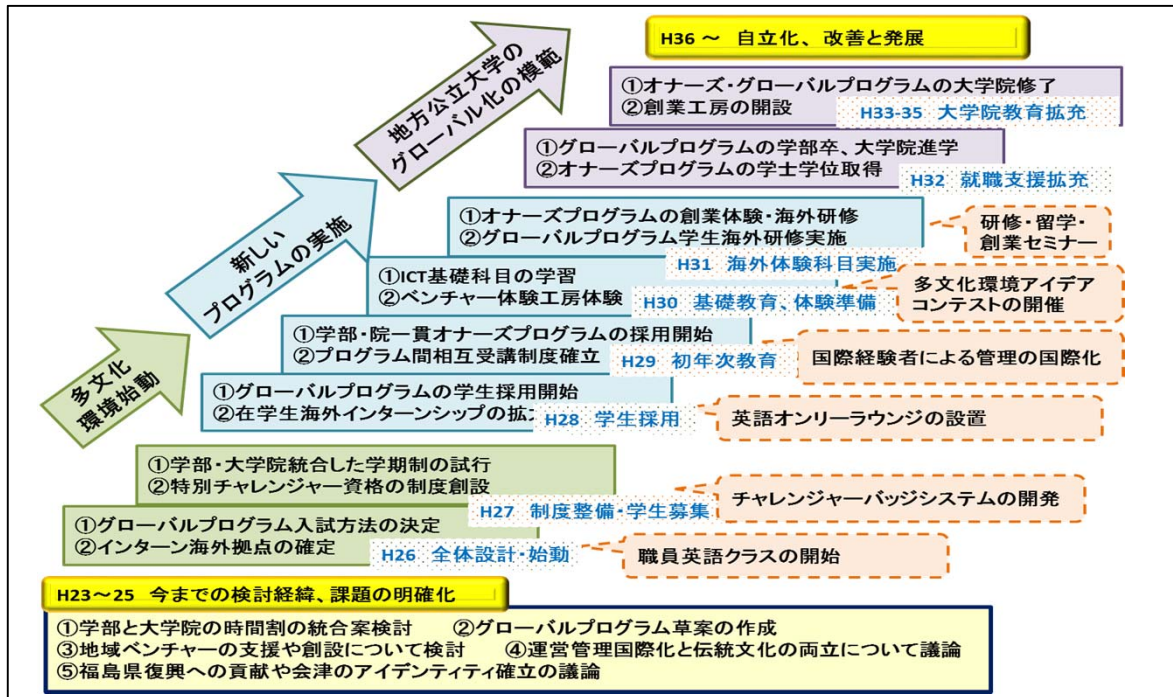 H36～ 自立化、改善と発展
地方公立大学の
グローバル化の模範
①オナーズ・グローバルプログラムの大学院修了
②創業工房の開設
H33-35 大学院教育拡充
①グローバルプログラムの学部卒、大学院進学
②オナーズプログラムの学士学位取得
H32 就職支援拡充
新しい
プログラムの実施
①オナーズプログラムの創業体験・海外研修
②グローバルプログラム学生海外研修実施
H31 海外体験科目実施
研修・留学・
創業セミナー
①ICT基礎科目の学習
②ベンチャー体験工房体験
H30 基礎教育、体験準備
多文化環境アイデア
コンテストの開催
①学部・院一貫オナーズプログラムの採用開始
②プログラム間相互受講制度確立
H29 初年次教育
国際経験者による管理の国際化
多文化
環境始動
①グローバルプログラムの学生採用開始
②在学生海外インターンシップの拡
H28 学生採用
英語オンリーラウンジの設置
①学部・大学院統合した学期制の試行
②特別チャレンジャー資格の制度創設
H27 制度整備・学生募集
チャレンジャーバッジシステムの開発
①グローバルプログラム入試方法の決定
②インターン海外拠点の確定
H26 全体設計・始動
職員英語クラスの開始
H23～25 今までの検討経緯、課題の明確化
①学部と大学院の時間割の統合案検討 ②グローバルプログラム草案の作成
③地域ベンチャーの支援や創設について検討 ④運営管理国際化と伝統文化の両立について議論
⑤福島県復興への貢献や会津のアイデンティティ確立の議論